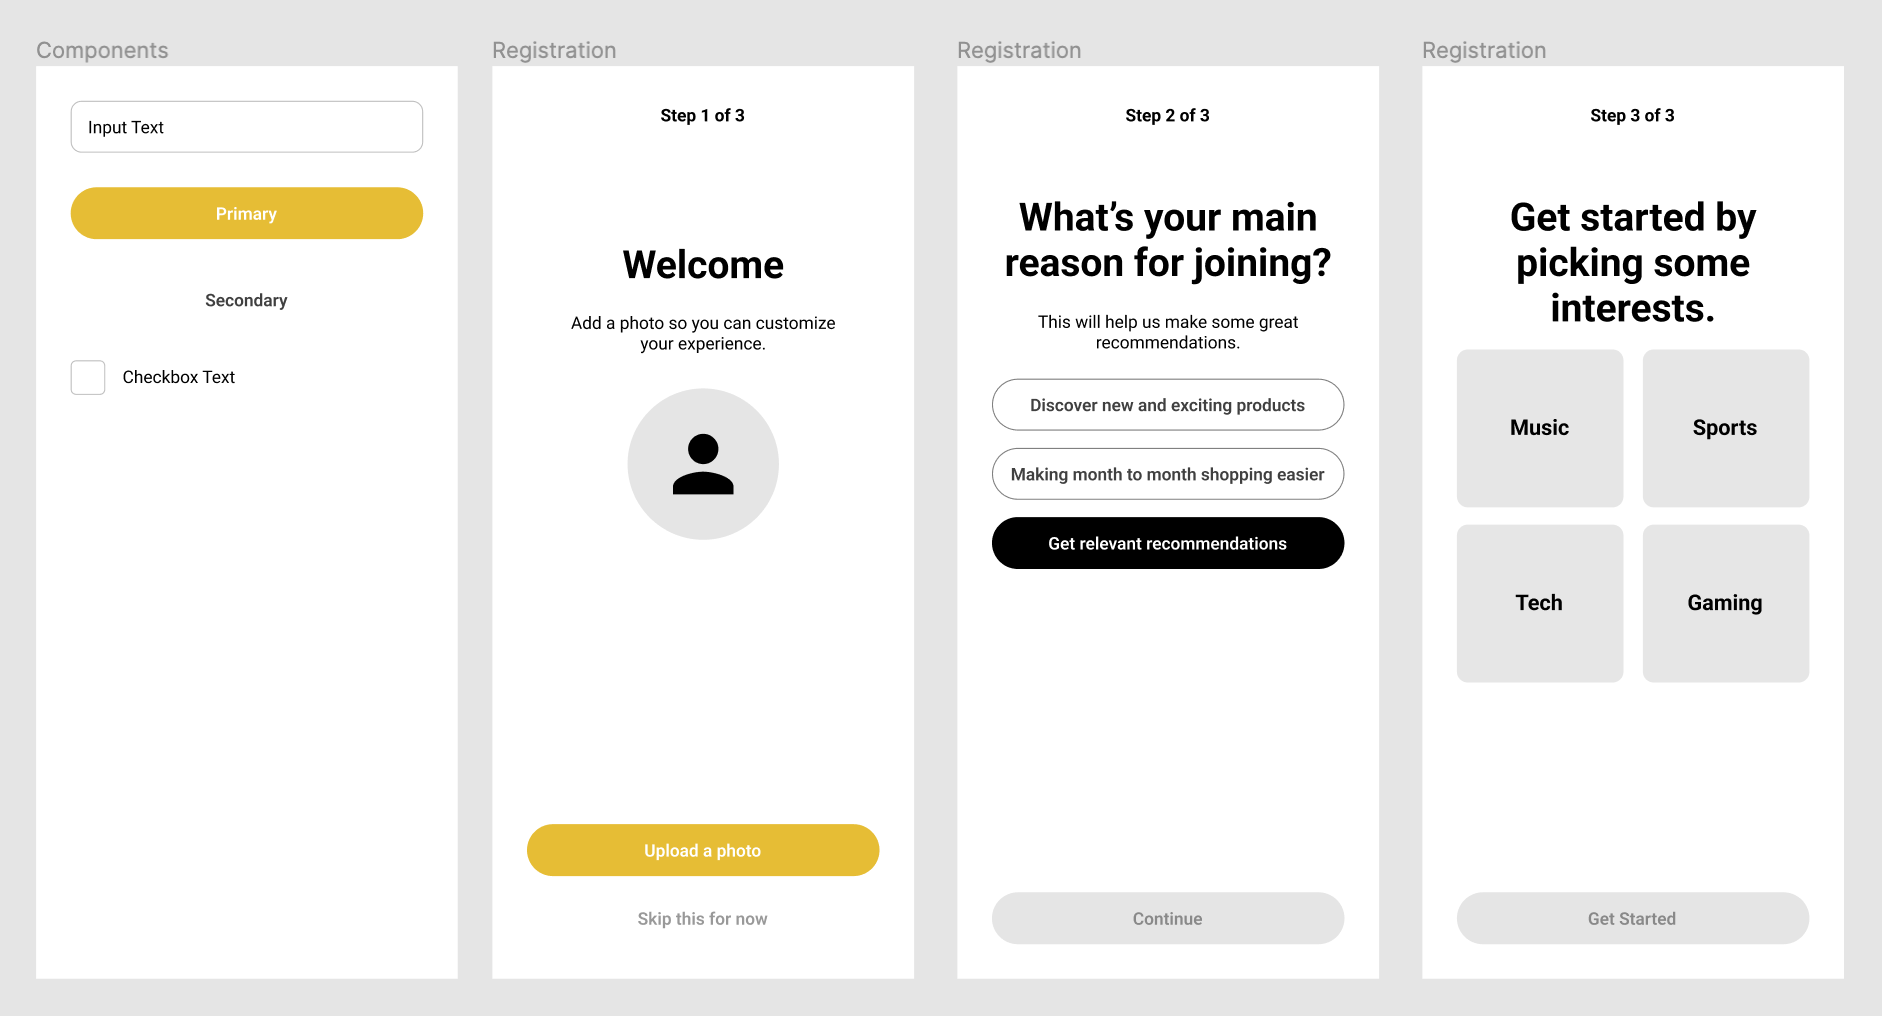 Components
Input Text
Primary
Secondary
Checkbox Text
Registration
Step 1 of 3
Welcome
Add a photo so you can customize
your experience.
Upload a photo
Skip this for now
Registration
Step 2 of 3
What’s your main
reason for joining?
This will help us make some great
recommendations.
Discover new and exciting products
Making month to month shopping easier
Get relevant recommendations
Continue
Registration
Step 3 of 3
Get started by
picking some
interests.
Music
Sports
Tech
Gaming
Get Started